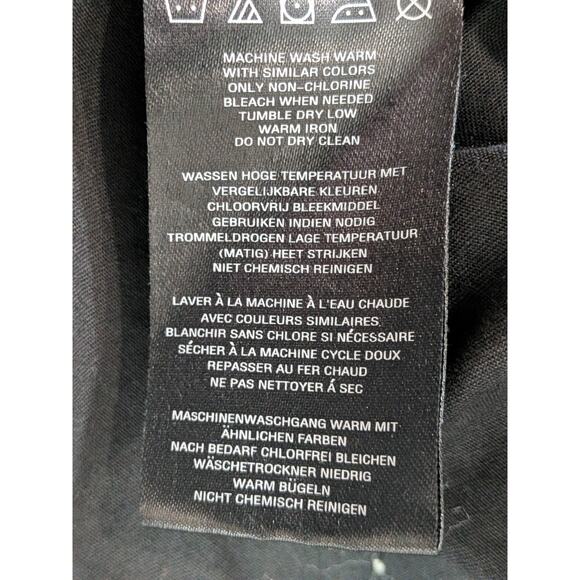 MACHINE WASH WARM
WITH SIMILAR COLORS
ONLY NON-CHLORINE
BLEACH WHEN NEEDED
TUMBLE DRY LOW
WARM IRON
DO NOT DRY CLEAN
WASSEN HOGE TEMPERATUUR MET
VERGELIJKBARE KLEUREN
CHLOORVRIJ BLEEKMIDDEL
GEBRUIKEN INDIEN NODIG
TROMMELDROGEN LAGE TEMPERATUUR
(MATIG) HEET STRIJKEN
NIET CHEMISCH REINIGEN
LAVER À LA MACHINE À L'EAU CHAUDE
AVEC COULEURS SIMILAIRES,
BLANCHIR SANS CHLORE SI NÉCESSAIRE
SÉCHER À LA MACHINE CYCLE DOUX
REPASSER AU FER CHAUD
NE PAS NETTOYER Á SEC
MASCHINENWASCHGANG WARM MIT
ÄHNLICHEN FARBEN
NACH BEDARF CHLORFREI BLEICHEN
WÄSCHETROCKNER NIEDRIG
WARM BÜGELN
NICHT CHEMISCH REINIGEN